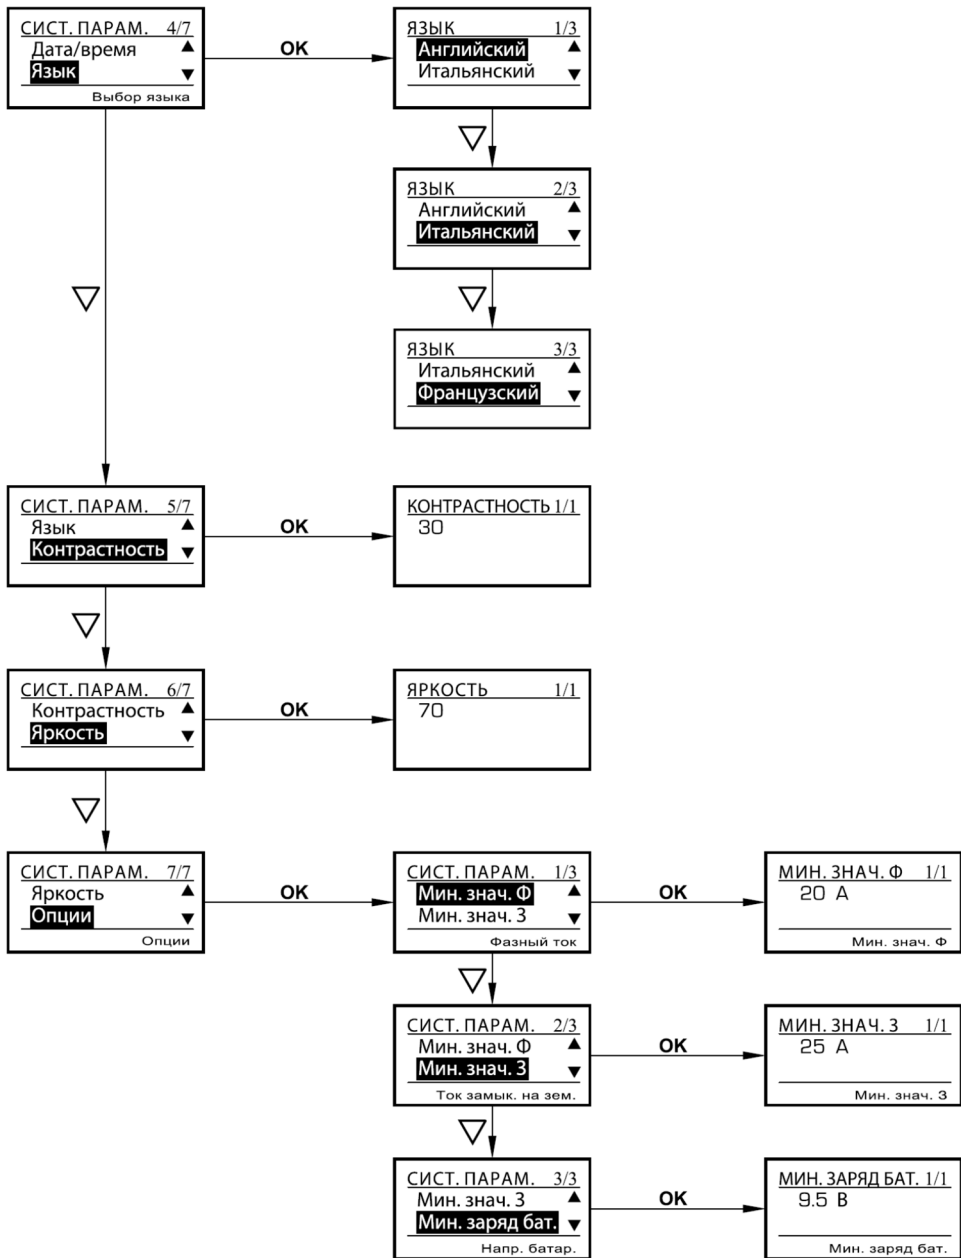 СИСТ. ПАРАМ. 4/7
Дата/время
Язык
Выбор языка
OK
ЯЗЫК 1/3
Английский
Итальянский
ЯЗЫК 2/3
Английский
Итальянский
ЯЗЫК 3/3
Итальянский
Французский
СИСТ. ПАРАМ. 5/7
Язык
Контрастность
OK
КОНТРАСТНОСТЬ 1/1
30
СИСТ. ПАРАМ. 6/7
Контрастность
Яркость
OK
ЯРКОСТЬ 1/1
70
СИСТ. ПАРАМ. 7/7
Яркость
Опции
Опции
OK
СИСТ. ПАРАМ. 1/3
Мин. знач. Ф
Мин. знач. З
Фазный ток
OK
МИН. ЗНАЧ. Ф 1/1
20 A
Мин. знач. Ф
СИСТ. ПАРАМ. 2/3
Мин. знач. Ф
Мин. знач. З
Ток замык. на зем.
OK
МИН. ЗНАЧ. З 1/1
25 A
Мин. знач. З
СИСТ. ПАРАМ. 3/3
Мин. знач. З
Мин. заряд бат.
Напр. батар.
OK
МИН. ЗАРЯД БАТ. 1/1
9.5 В
Мин. заряд бат.